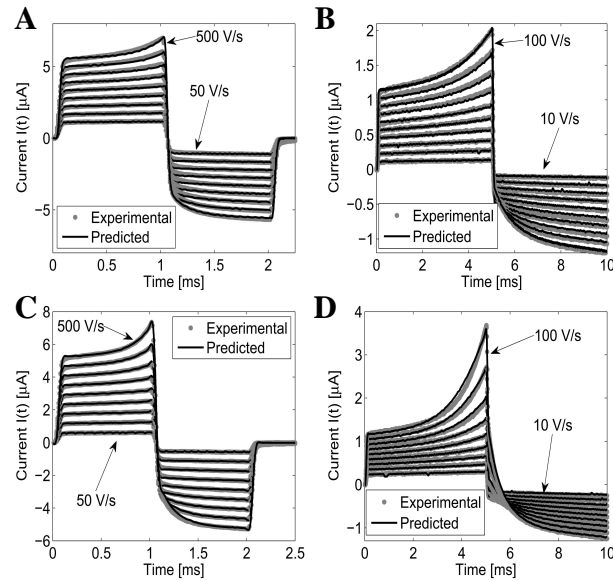 A
Current I(t) [µA]
5
0
−5
500 V/s
50 V/s
Experimental
Predicted
0
0.5
1
1.5
2
Time [ms]
B
Current I(t) [µA]
2
1.5
1
0.5
0
−0.5
−1
100 V/s
10 V/s
Experimental
Predicted
0
2
4
6
8
10
Time [ms]
C
Current I(t) [µA]
8
6
4
2
0
−2
−4
−6
500 V/s
50 V/s
Experimental
Predicted
0
0.5
1
1.5
2
2.5
Time [ms]
D
Current I(t) [µA]
4
3
2
1
0
−1
100 V/s
10 V/s
Experimental
Predicted
0
2
4
6
8
10
Time [ms]